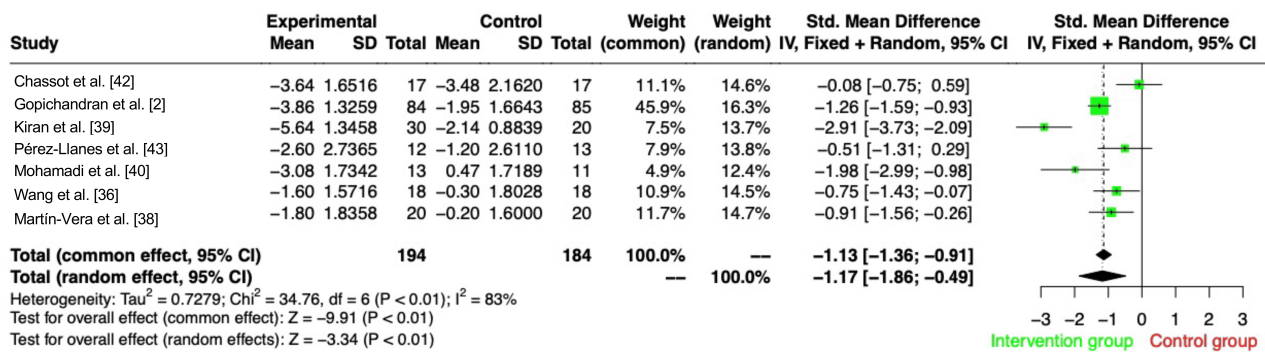 Experimental Control Weight Weight Std. Mean Difference Std. Mean Difference
Study Mean SD Total Mean SD Total (common) (random) IV, Fixed + Random, 95% CI IV, Fixed + Random, 95% CI
Chassot et al. [42] −3.64 1.6516 17 −3.48 2.1620 17 11.1% 14.6% −0.08 [−0.75; 0.59]
Gopichandran et al. [2] −3.86 1.3259 84 −1.95 1.6643 85 45.9% 16.3% −1.26 [−1.59; −0.93]
Kiran et al. [39] −5.64 1.3458 30 −2.14 0.8839 20 7.5% 13.7% −2.91 [−3.73; −2.09]
Pérez-Llanes et al. [43] −2.60 2.7365 12 −1.20 2.6110 13 7.9% 13.8% −0.51 [−1.31; 0.29]
Mohamadi et al. [40] −3.08 1.7342 13 0.47 1.7189 11 4.9% 12.4% −1.98 [−2.99; −0.98]
Wang et al. [36] −1.60 1.5716 18 −0.30 1.8028 18 10.9% 14.5% −0.75 [−1.43; −0.07]
Martín-Vera et al. [38] −1.80 1.8358 20 −0.20 1.6000 20 11.7% 14.7% −0.91 [−1.56; −0.26]
Total (common effect, 95% CI) 194 184 100.0% −− −1.13 [−1.36; −0.91]
Total (random effect, 95% CI) −− 100.0% −1.17 [−1.86; −0.49]
Heterogeneity: Tau² = 0.7279; Chi² = 34.76, df = 6 (P < 0.01); I² = 83%
Test for overall effect (common effect): Z = −9.91 (P < 0.01)
Test for overall effect (random effects): Z = −3.34 (P < 0.01)
−3 −2 −1 0 1 2 3
Intervention group Control group